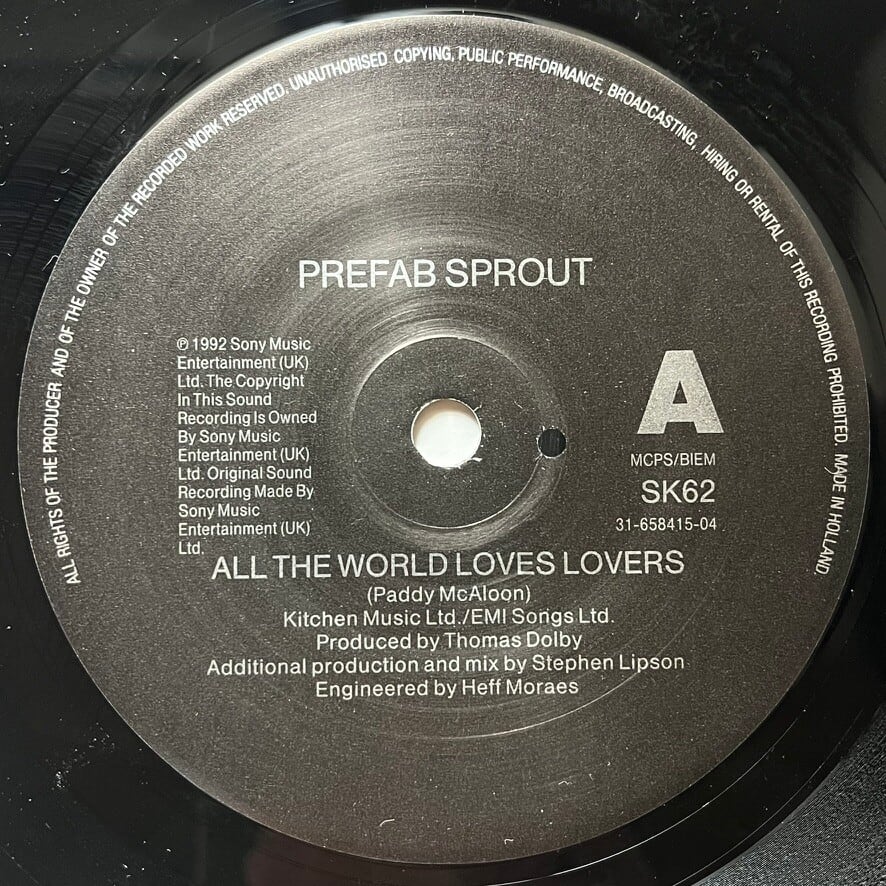 ALL RIGHTS OF THE PRODUCER AND OF THE OWNER OF THE RECORDED WORK RESERVED. UNAUTHORISED COPYING, PUBLIC PERFORMANCE, BROADCASTING, HIRING OR RENTAL OF THIS RECORDING PROHIBITED. MADE IN HOLLAND
PREFAB SPROUT
℗ 1992 Sony Music
Entertainment (UK)
Ltd. The Copyright
In This Sound
Recording Is Owned
By Sony Music
Entertainment (UK)
Ltd. Original Sound
Recording Made By
Sony Music
Entertainment (UK)
Ltd.
A
MCPS/BIEM
SK62
31-658415-04
ALL THE WORLD LOVES LOVERS
(Paddy McAloon)
Kitchen Music Ltd./EMI Songs Ltd.
Produced by Thomas Dolby
Additional production and mix by Stephen Lipson
Engineered by Heff Moraes